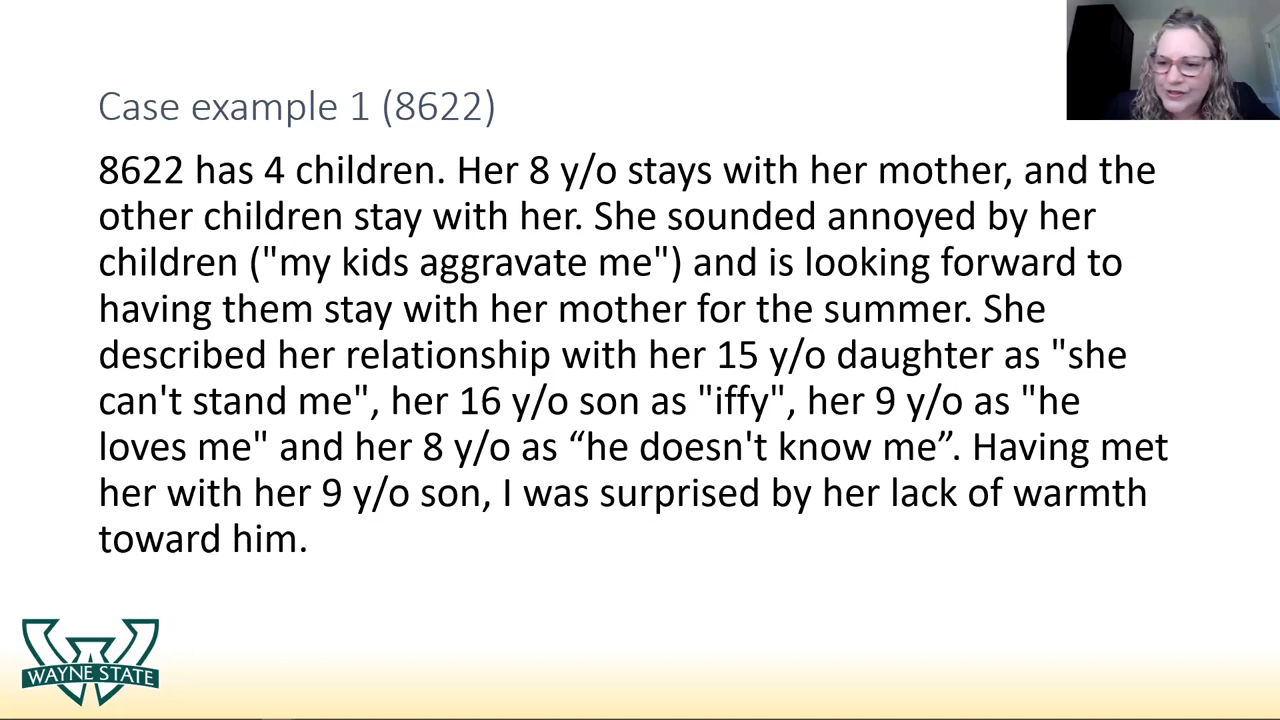 Case example 1 (8622)
8622 has 4 children. Her 8 y/o stays with her mother, and the
other children stay with her. She sounded annoyed by her
children ("my kids aggravate me") and is looking forward to
having them stay with her mother for the summer. She
described her relationship with her 15 y/o daughter as "she
can't stand me", her 16 y/o son as "iffy", her 9 y/o as "he
loves me" and her 8 y/o as “he doesn't know me”. Having met
her with her 9 y/o son, I was surprised by her lack of warmth
toward him.
WAYNE STATE